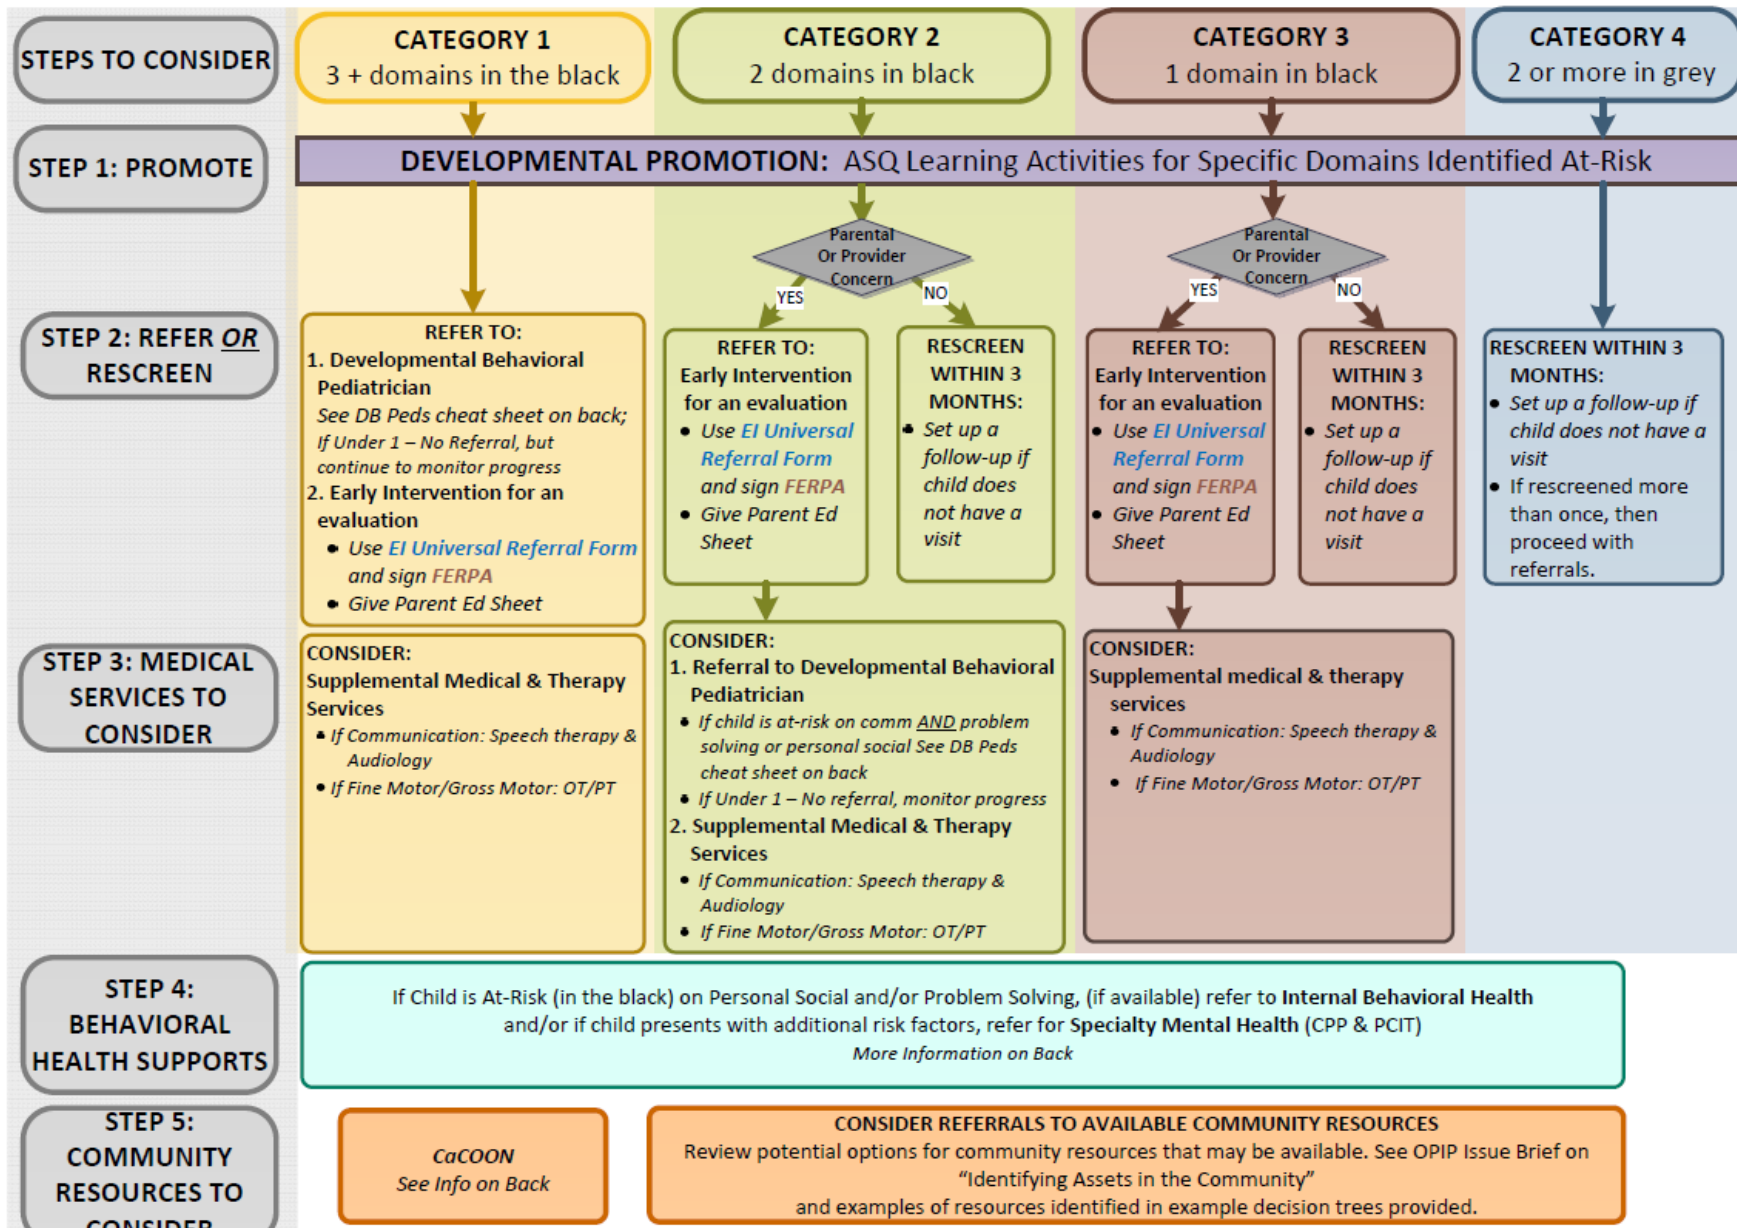 STEPS TO CONSIDER
CATEGORY 1
3 + domains in the black
CATEGORY 2
2 domains in black
CATEGORY 3
1 domain in black
CATEGORY 4
2 or more in grey
STEP 1: PROMOTE
DEVELOPMENTAL PROMOTION: ASQ Learning Activities for Specific Domains Identified At-Risk
Parental
Or Provider
Concern
YES
NO
Parental
Or Provider
Concern
YES
NO
STEP 2: REFER OR
RESCREEN
REFER TO:
1. Developmental Behavioral
Pediatrician
See DB Peds cheat sheet on back;
If Under 1 – No Referral, but
continue to monitor progress
2. Early Intervention for an
evaluation
• Use EI Universal Referral Form
and sign FERPA
• Give Parent Ed Sheet
REFER TO:
Early Intervention
for an evaluation
• Use EI Universal
Referral Form
and sign FERPA
• Give Parent Ed
Sheet
RESCREEN
WITHIN 3
MONTHS:
• Set up a
follow-up if
child does
not have a
visit
REFER TO:
Early Intervention
for an evaluation
• Use EI Universal
Referral Form
and sign FERPA
• Give Parent Ed
Sheet
RESCREEN
WITHIN 3
MONTHS:
• Set up a
follow-up if
child does
not have a
visit
RESCREEN WITHIN 3
MONTHS:
• Set up a follow-up if
child does not have a
visit
• If rescreened more
than once, then
proceed with
referrals.
STEP 3: MEDICAL
SERVICES TO
CONSIDER
CONSIDER:
Supplemental Medical & Therapy
Services
• If Communication: Speech therapy &
Audiology
• If Fine Motor/Gross Motor: OT/PT
CONSIDER:
1. Referral to Developmental Behavioral
Pediatrician
• If child is at-risk on comm AND problem
solving or personal social See DB Peds
cheat sheet on back
• If Under 1 – No referral, monitor progress
2. Supplemental Medical & Therapy
Services
• If Communication: Speech therapy &
Audiology
• If Fine Motor/Gross Motor: OT/PT
CONSIDER:
Supplemental medical & therapy
services
• If Communication: Speech therapy &
Audiology
• If Fine Motor/Gross Motor: OT/PT
STEP 4:
BEHAVIORAL
HEALTH SUPPORTS
If Child is At-Risk (in the black) on Personal Social and/or Problem Solving, (if available) refer to Internal Behavioral Health
and/or if child presents with additional risk factors, refer for Specialty Mental Health (CPP & PCIT)
More Information on Back
STEP 5:
COMMUNITY
RESOURCES TO
CONSIDER
CaCOON
See Info on Back
CONSIDER REFERRALS TO AVAILABLE COMMUNITY RESOURCES
Review potential options for community resources that may be available. See OPIP Issue Brief on
“Identifying Assets in the Community”
and examples of resources identified in example decision trees provided.